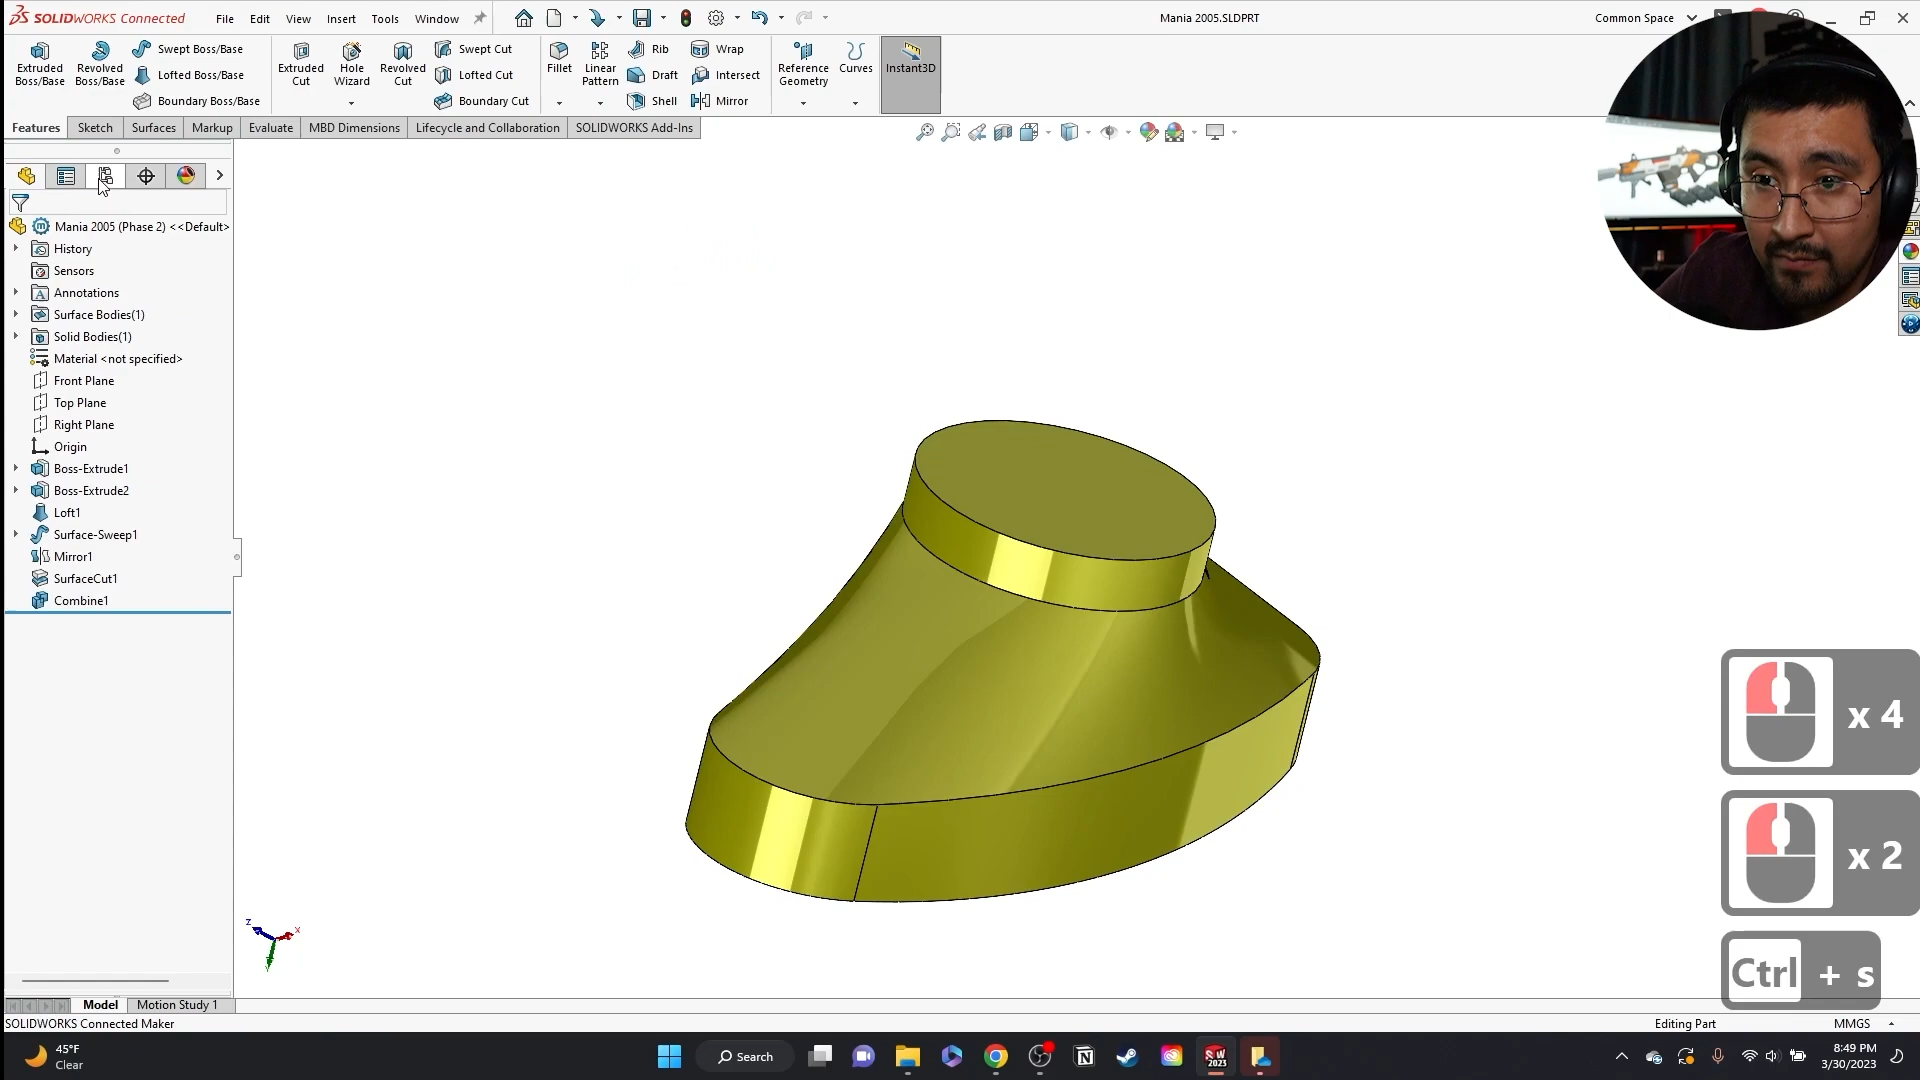 SOLIDWORKS Connected File Edit View Insert Tools Window Mania 2005.SLDPRT Common Space
Extruded Boss/Base
Revolved Boss/Base
Swept Boss/Base
Lofted Boss/Base
Boundary Boss/Base
Extruded Cut
Hole Wizard
Revolved Cut
Swept Cut
Lofted Cut
Boundary Cut
Fillet
Linear Pattern
Rib
Draft
Shell
Wrap
Intersect
Mirror
Reference Geometry
Curves
Instant3D
Features Sketch Surfaces Markup Evaluate MBD Dimensions Lifecycle and Collaboration SOLIDWORKS Add-Ins
Mania 2005 (Phase 2) <<Default>
History
Sensors
Annotations
Surface Bodies(1)
Solid Bodies(1)
Material <not specified>
Front Plane
Top Plane
Right Plane
Origin
Boss-Extrude1
Boss-Extrude2
Loft1
Surface-Sweep1
Mirror1
SurfaceCut1
Combine1
x 4
x 2
Ctrl + s
z x y
Model Motion Study 1
SOLIDWORKS Connected Maker Editing Part MMGS
45°F
Clear
Search
SW 2023
8:49 PM
3/30/2023